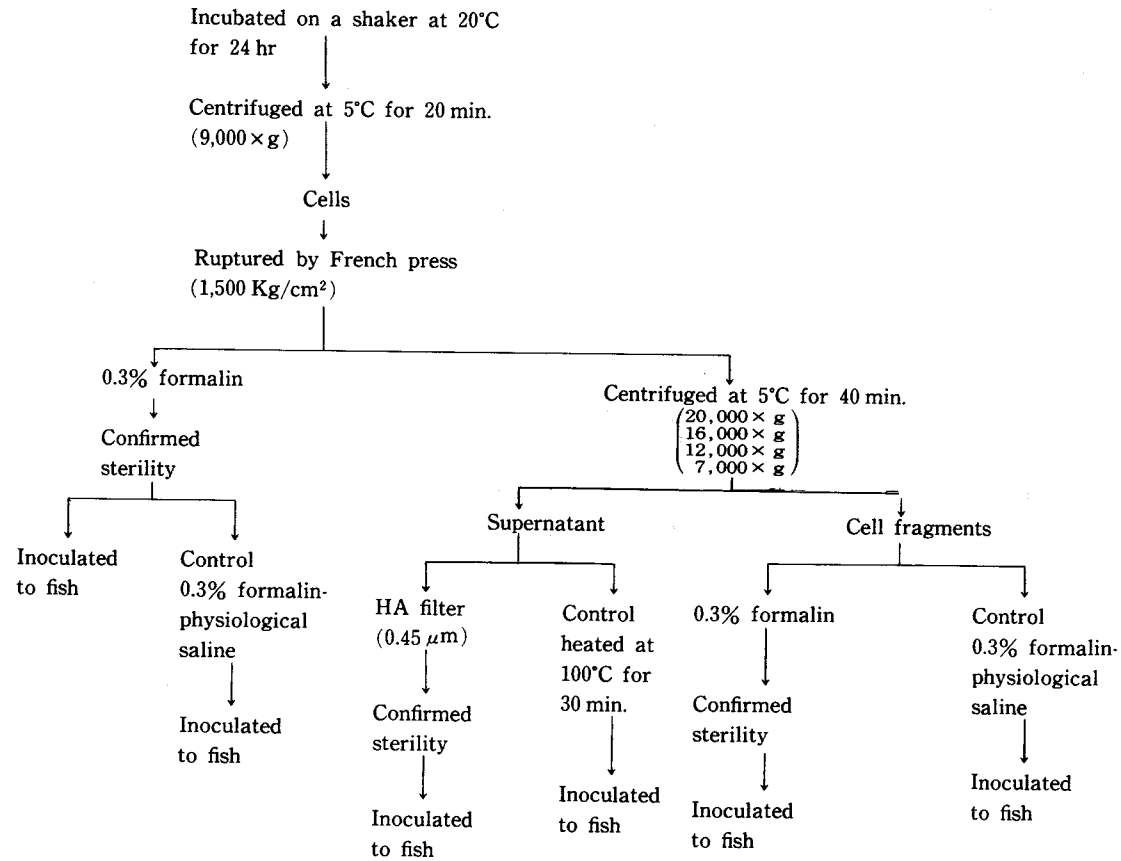 Incubated on a shaker at 20°C
for 24 hr
Centrifuged at 5°C for 20 min.
(9,000×g)
Cells
Ruptured by French press
(1,500 Kg/cm²)
0.3% formalin
Confirmed
sterility
Inoculated
to fish
Control
0.3% formalin-
physiological
saline
Inoculated
to fish
Centrifuged at 5°C for 40 min.
(20,000× g
16,000× g
12,000× g
7,000× g)
Supernatant
HA filter
(0.45 μm)
Confirmed
sterility
Inoculated
to fish
Control
heated at
100°C for
30 min.
Inoculated
to fish
Cell fragments
0.3% formalin
Confirmed
sterility
Inoculated
to fish
Control
0.3% formalin-
physiological
saline
Inoculated
to fish